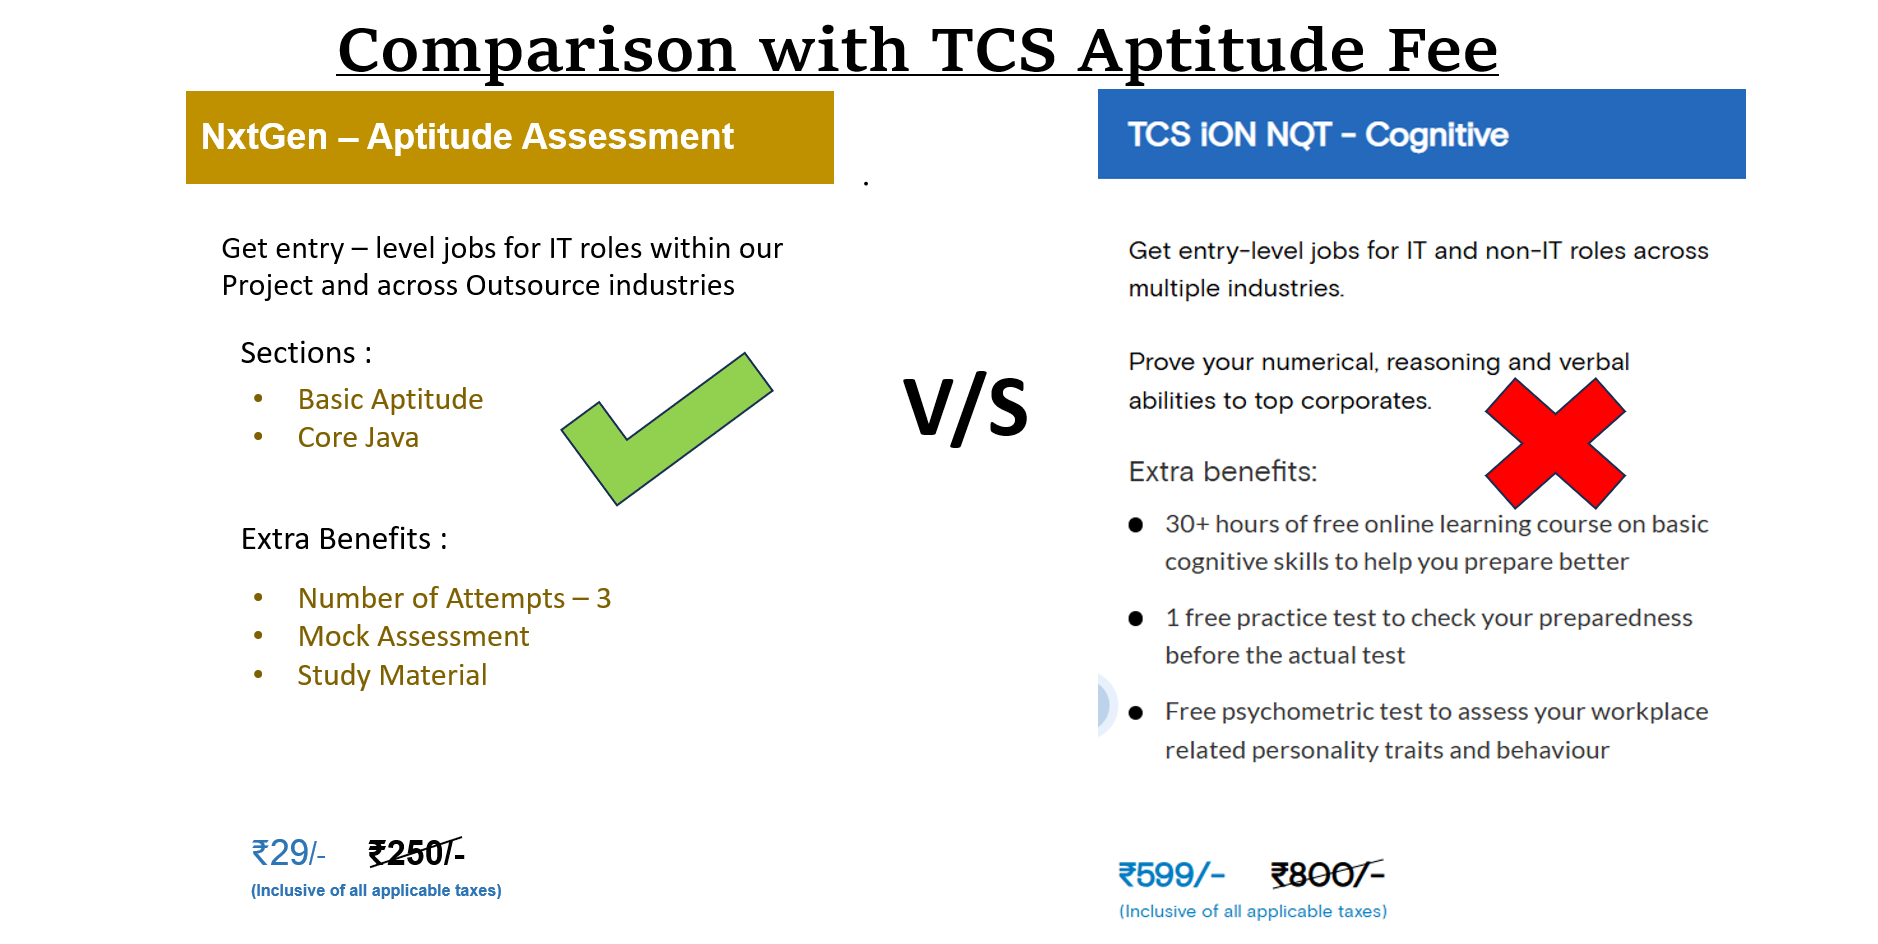 Comparison with TCS Aptitude Fee
NxtGen – Aptitude Assessment
.
Get entry – level jobs for IT roles within our
Project and across Outsource industries
Sections :
• Basic Aptitude
• Core Java
Extra Benefits :
• Number of Attempts – 3
• Mock Assessment
• Study Material
₹29/- ₹250/-
(Inclusive of all applicable taxes)
V/S
TCS iON NQT – Cognitive
Get entry-level jobs for IT and non-IT roles across
multiple industries.
Prove your numerical, reasoning and verbal
abilities to top corporates.
Extra benefits:
● 30+ hours of free online learning course on basic
cognitive skills to help you prepare better
● 1 free practice test to check your preparedness
before the actual test
● Free psychometric test to assess your workplace
related personality traits and behaviour
₹599/- ₹800/-
(Inclusive of all applicable taxes)